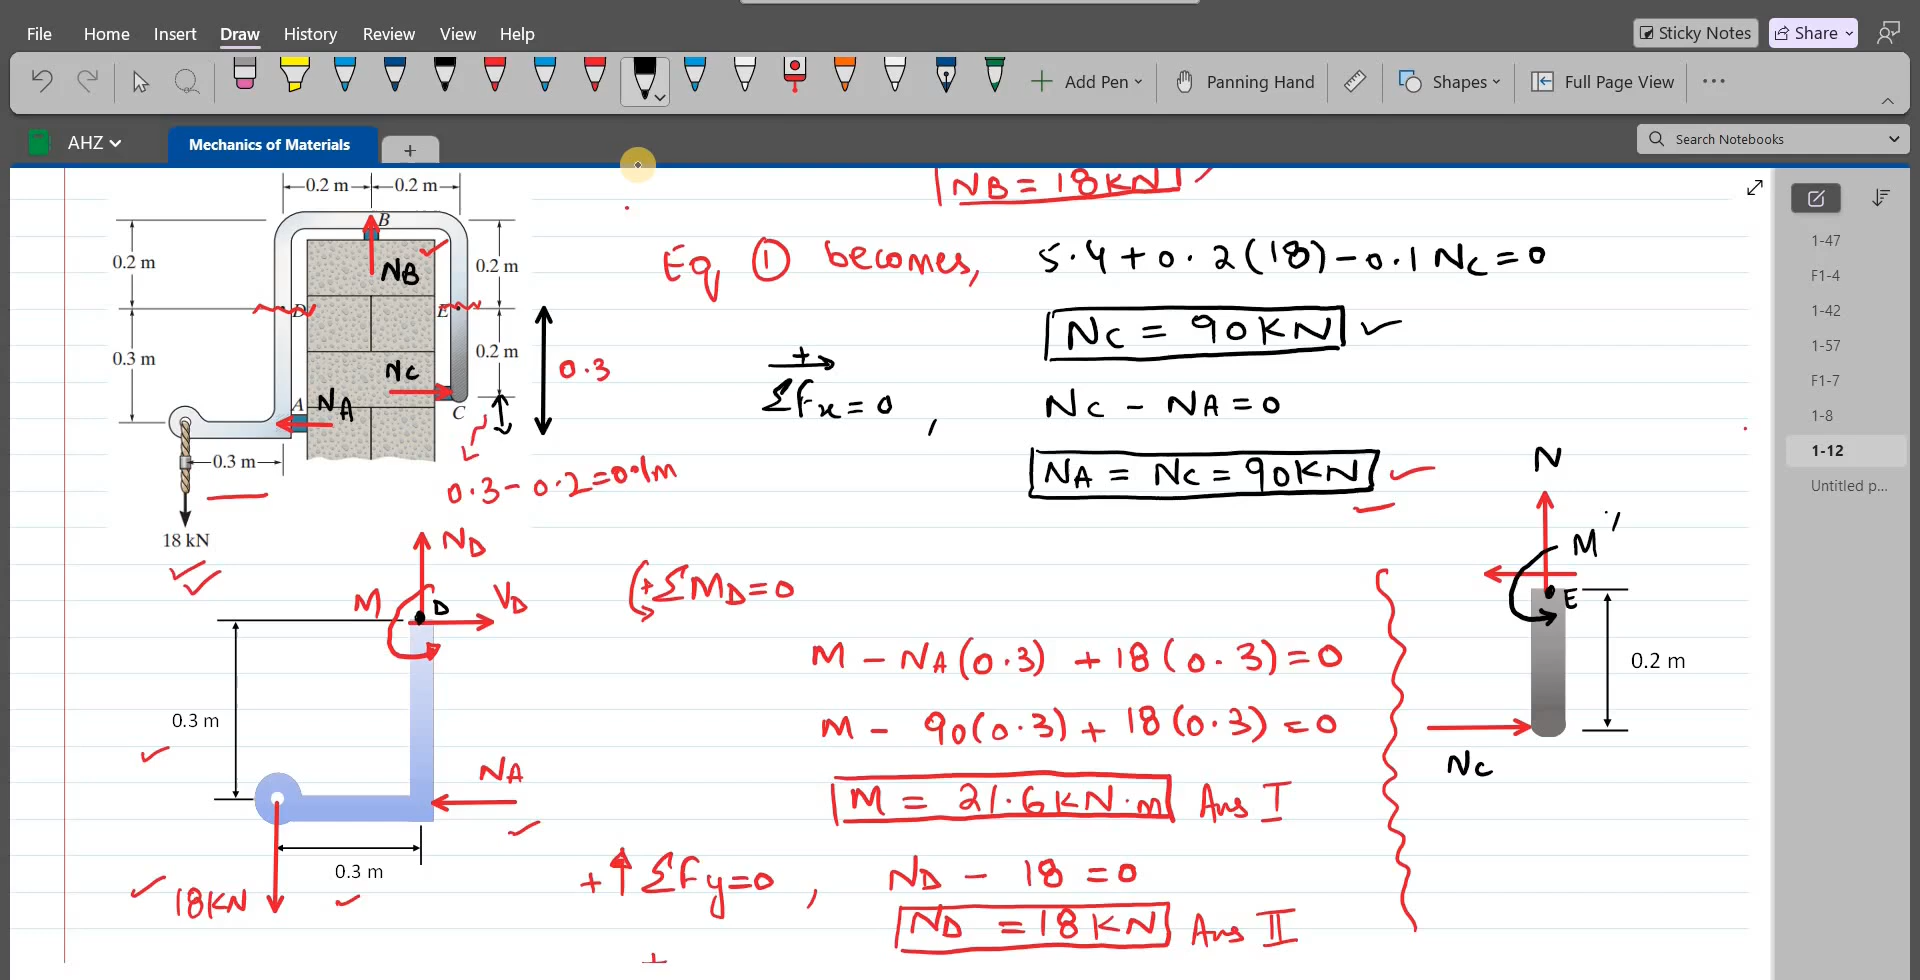 File Home Insert Draw History Review View Help
Sticky Notes Share
Add Pen Panning Hand Shapes Full Page View
AHZ Mechanics of Materials +
Search Notebooks
1-47
F1-4
1-42
1-57
F1-7
1-8
1-12
Untitled p...
0.2 m 0.2 m
B
0.2 m
0.2 m
NB
D
E
0.3 m
0.2 m
0.3
NC
A
NA
C
0.3 m
0.3 - 0.2 = 0.1m
18 kN
NB = 18KN
Eq ① becomes, 5.4 + 0.2(18) - 0.1 NC = 0
NC = 90KN
+
ΣFx = 0 , NC - NA = 0
NA = NC = 90KN
ND
M
D
VD
0.3 m
NA
0.3 m
18KN
+ ΣMD = 0
M - NA(0.3) + 18(0.3) = 0
M - 90(0.3) + 18(0.3) = 0
M = 21.6KN.m Ans I
+ ΣFy = 0 , ND - 18 = 0
ND = 18KN Ans II
+
N
M'
E
0.2 m
NC